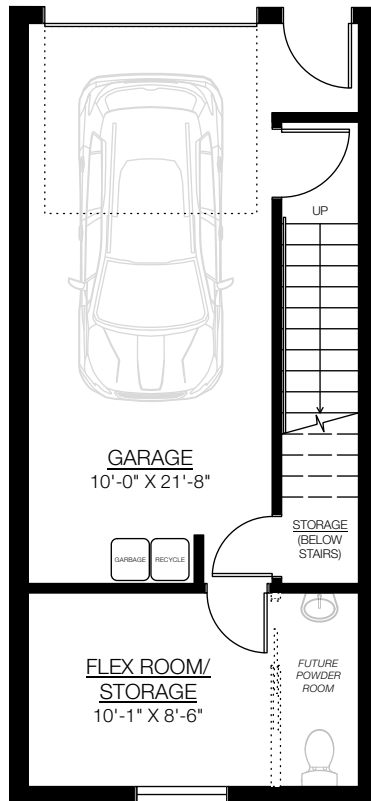 UP
GARAGE
10'-0" X 21'-8"
STORAGE
(BELOW
STAIRS)
GARBAGE
RECYCLE
FLEX ROOM/
STORAGE
10'-1" X 8'-6"
FUTURE
POWDER
ROOM